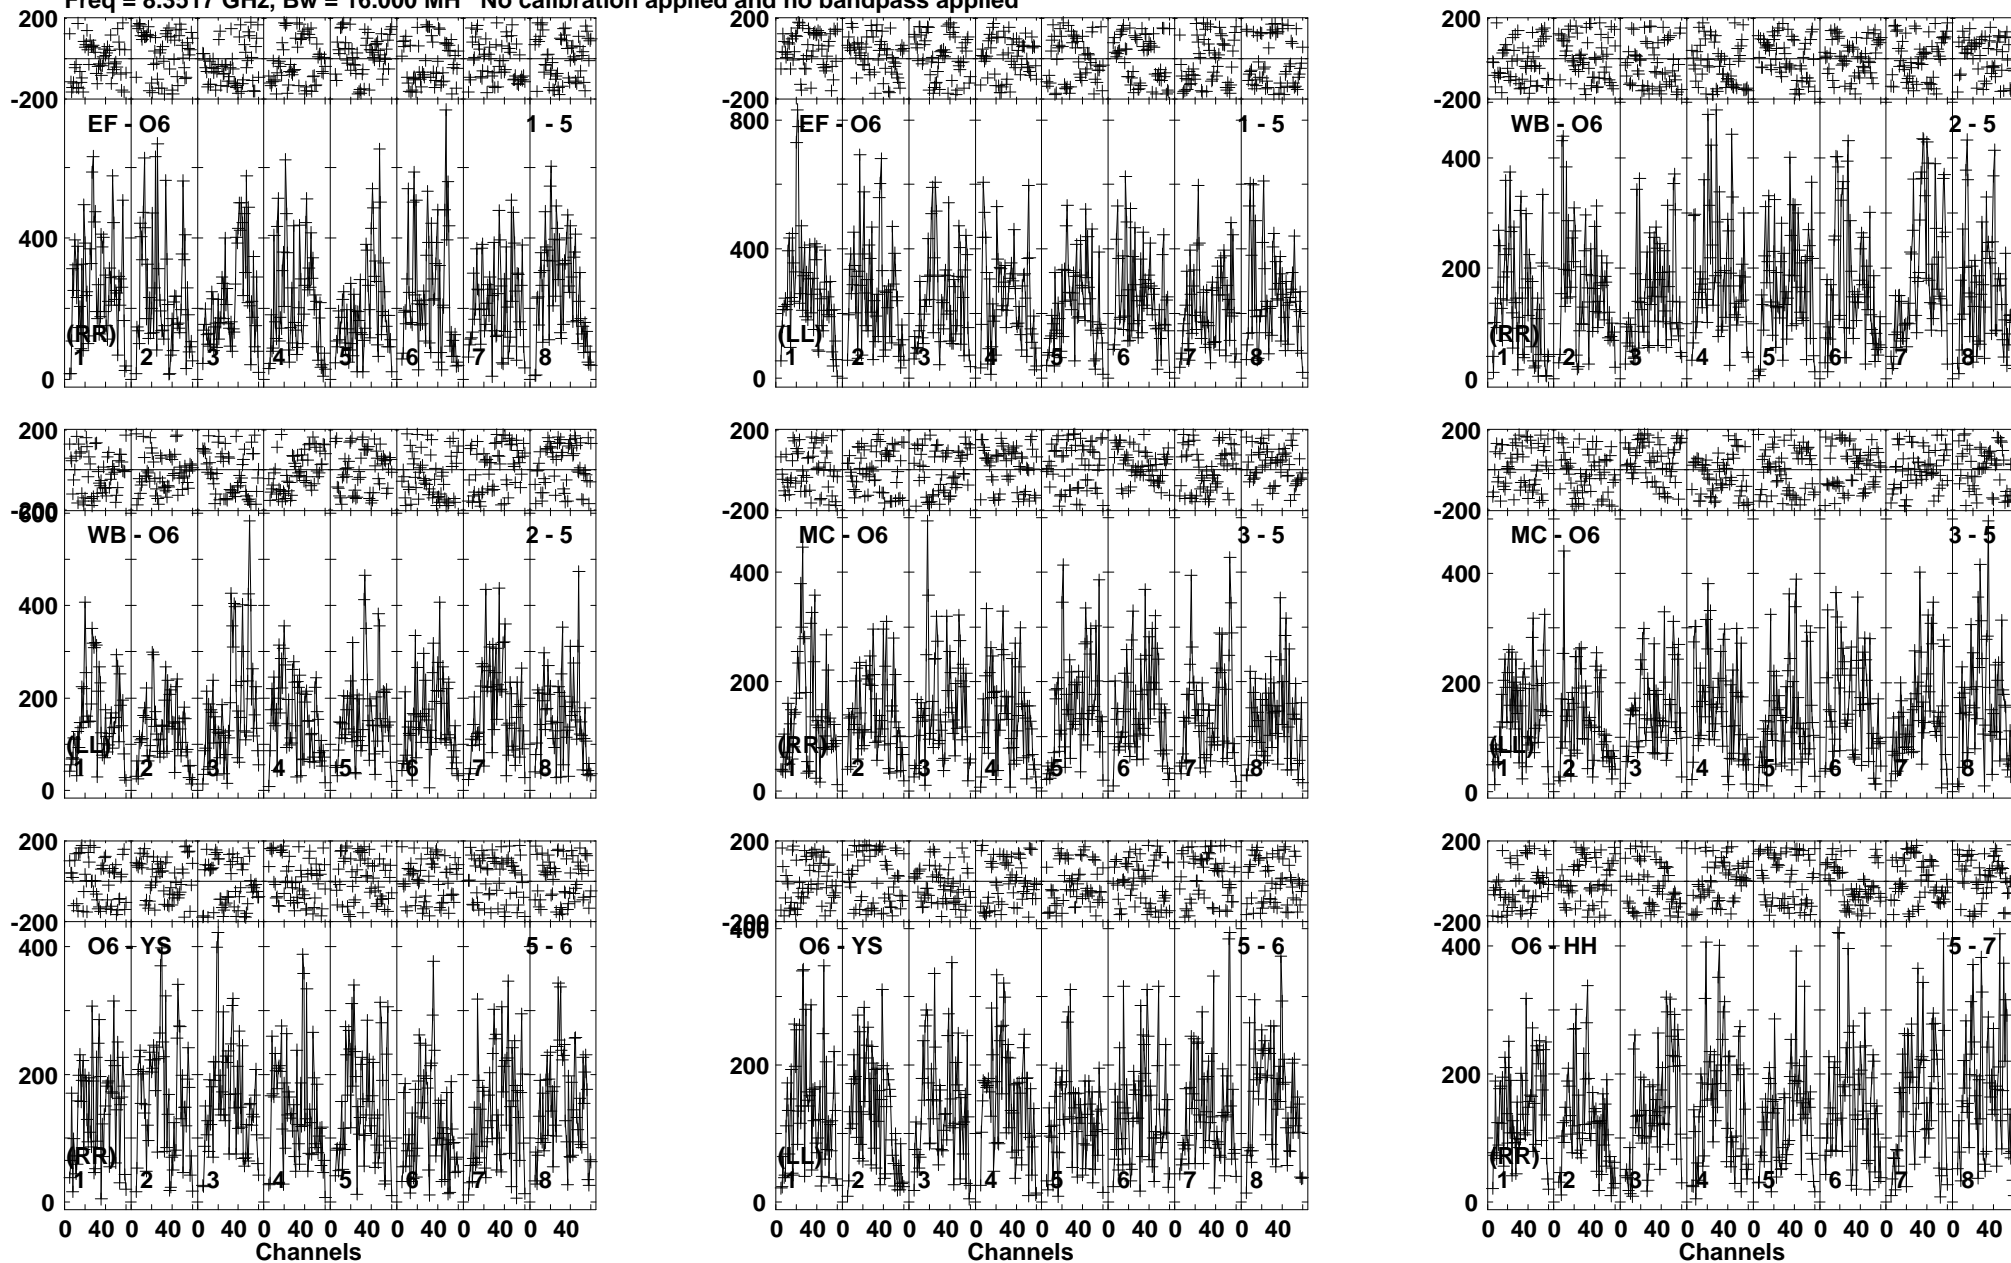 Freq = 8.3517 GHz, Bw = 16.000 MH No calibration applied and no bandpass applied
200 200 200
-200 -200 -200
EF - O6 1 - 5 EF - O6 1 - 5 WB - O6 2 - 5
800
400 400 400
200
(RR) (LL) (RR)
1 2 3 4 5 6 7 8 1 2 3 4 5 6 7 8 1 2 3 4 5 6 7 8
0 0 0
200 200 200
-200 -200 -200
600
WB - O6 2 - 5 MC - O6 3 - 5 MC - O6 3 - 5
400 400 400
200 200 200
(LL) (RR) (LL)
1 2 3 4 5 6 7 8 1 2 3 4 5 6 7 8 1 2 3 4 5 6 7 8
0 0 0
200 200 200
-200 -200 -200
400 400 400
O6 - YS 5 - 6 O6 - YS 5 - 6 O6 - HH 5 - 7
200 200 200
(RR) (LL) (RR)
1 2 3 4 5 6 7 8 1 2 3 4 5 6 7 8 1 2 3 4 5 6 7 8
0 0 0
0 40 0 40 0 40 0 40 0 40 0 40 0 40 0 40 0 40 0 40 0 40 0 40 0 40 0 40 0 40 0 40 0 40 0 40 0 40 0 40 0 40 0 40 0 40 0 40
Channels Channels Channels